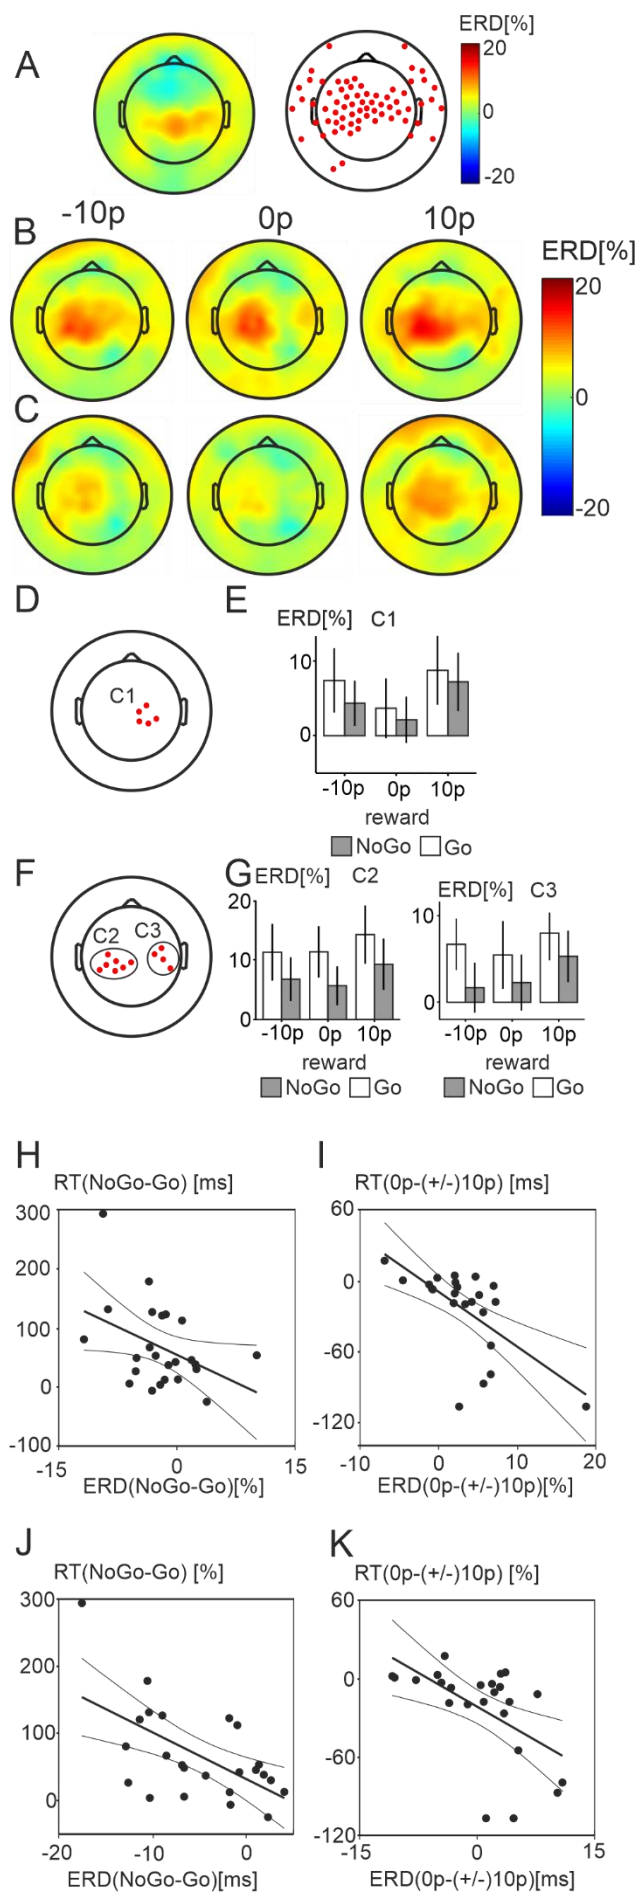 A
ERD[%]
20
0
-20
-10p 0p 10p
B
ERD[%]
20
0
-20
C
D
C1
E
ERD[%] C1
10
0
-10p 0p 10p
reward
NoGo Go
F
C2 C3
G
ERD[%] C2
20
10
0
-10p 0p 10p
reward
NoGo Go
ERD[%] C3
10
0
-10p 0p 10p
reward
NoGo Go
H
RT(NoGo-Go) [ms]
300
200
100
0
-100
-15 0 15
ERD(NoGo-Go)[%]
I
RT(0p-(+/-)10p) [ms]
60
0
-60
-120
-10 0 10 20
ERD(0p-(+/-)10p)[%]
J
RT(NoGo-Go) [%]
300
200
100
0
-20 -10 0
ERD(NoGo-Go)[ms]
K
RT(0p-(+/-)10p) [%]
60
0
-60
-120
-15 0 15
ERD(0p-(+/-)10p)[ms]